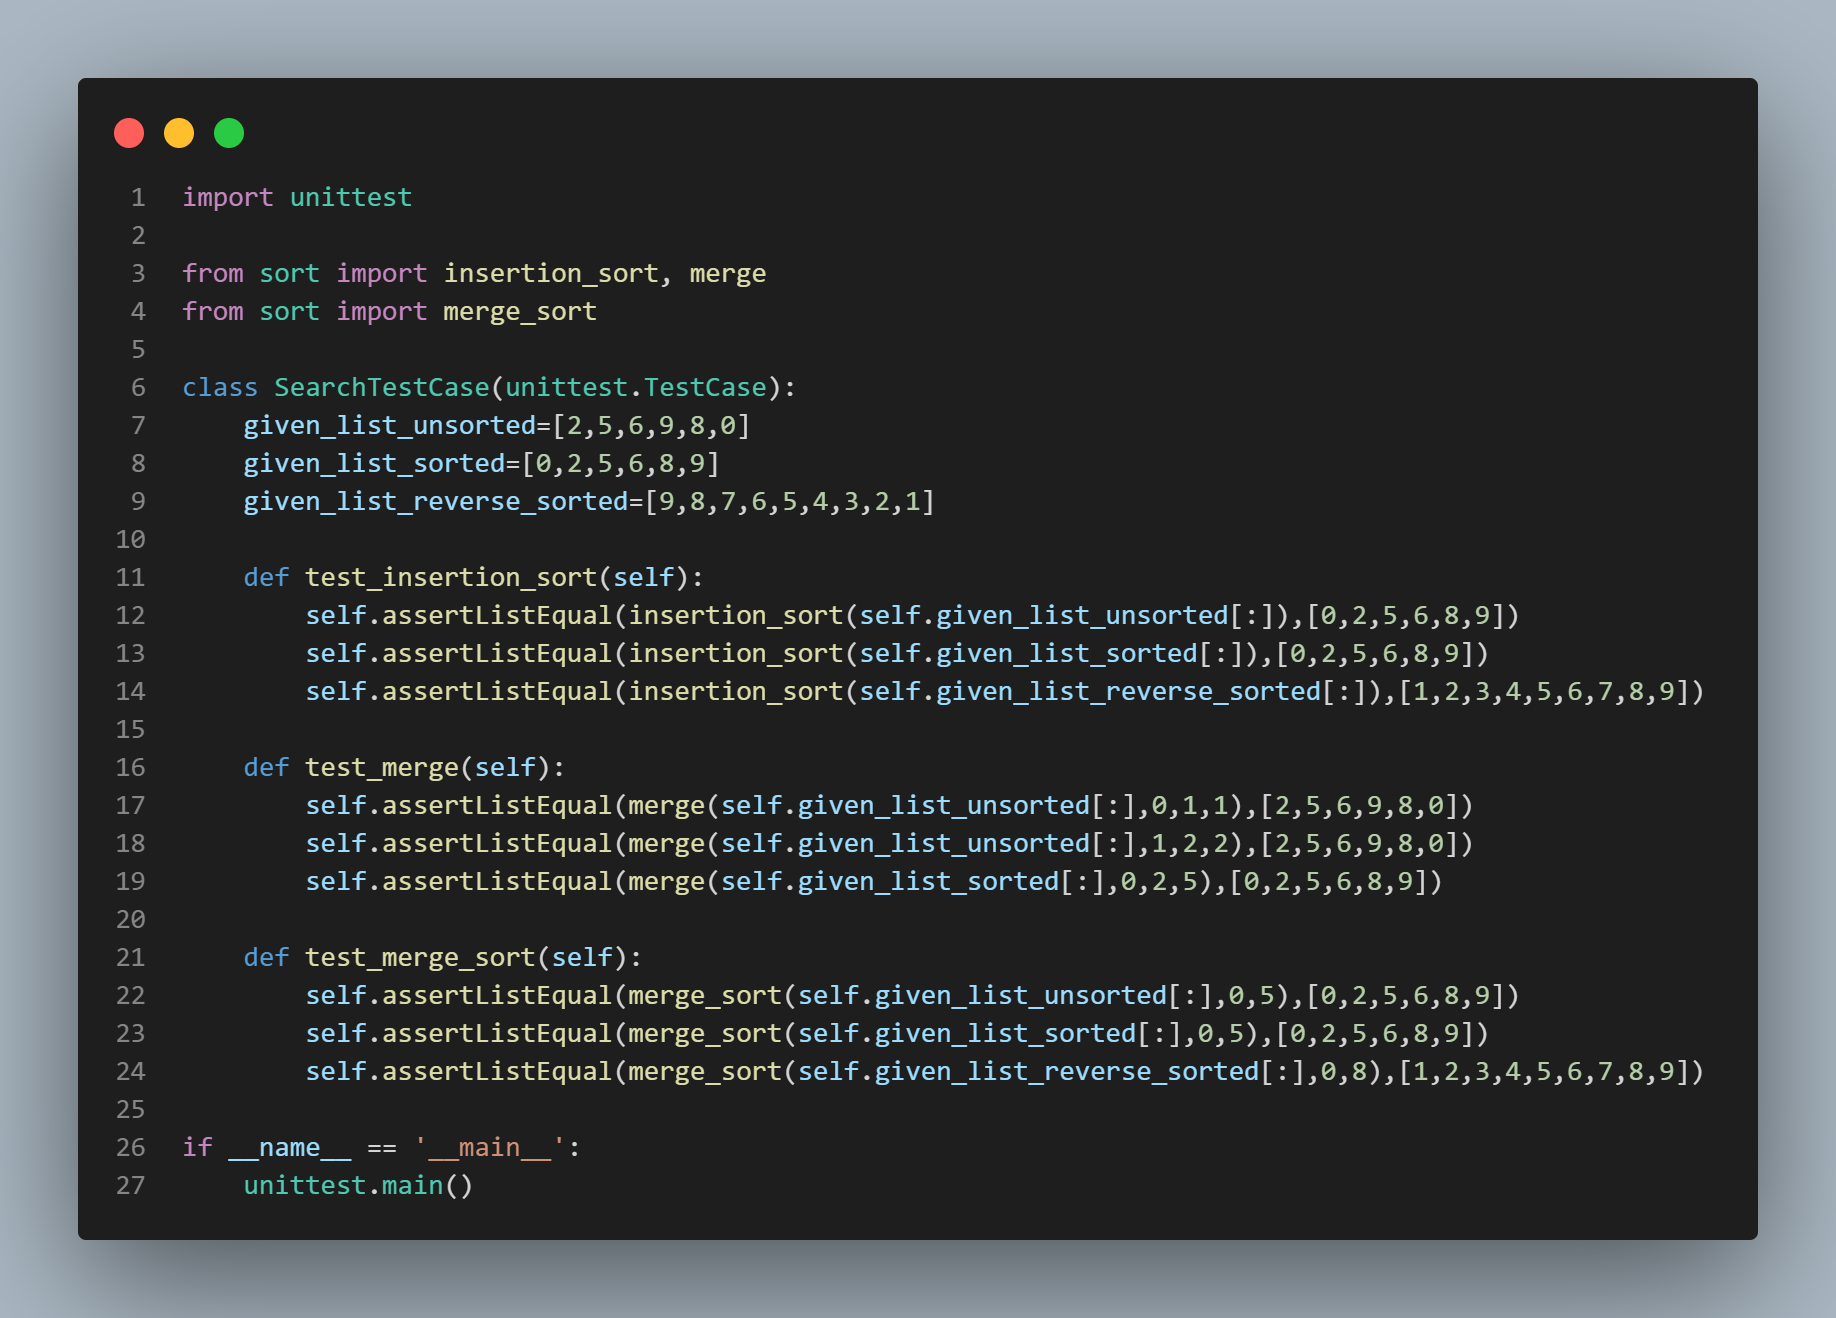 1 import unittest
2
3 from sort import insertion_sort, merge
4 from sort import merge_sort
5
6 class SearchTestCase(unittest.TestCase):
7     given_list_unsorted=[2,5,6,9,8,0]
8     given_list_sorted=[0,2,5,6,8,9]
9     given_list_reverse_sorted=[9,8,7,6,5,4,3,2,1]
10
11     def test_insertion_sort(self):
12         self.assertListEqual(insertion_sort(self.given_list_unsorted[:]),[0,2,5,6,8,9])
13         self.assertListEqual(insertion_sort(self.given_list_sorted[:]),[0,2,5,6,8,9])
14         self.assertListEqual(insertion_sort(self.given_list_reverse_sorted[:]),[1,2,3,4,5,6,7,8,9])
15
16     def test_merge(self):
17         self.assertListEqual(merge(self.given_list_unsorted[:],0,1,1),[2,5,6,9,8,0])
18         self.assertListEqual(merge(self.given_list_unsorted[:],1,2,2),[2,5,6,9,8,0])
19         self.assertListEqual(merge(self.given_list_sorted[:],0,2,5),[0,2,5,6,8,9])
20
21     def test_merge_sort(self):
22         self.assertListEqual(merge_sort(self.given_list_unsorted[:],0,5),[0,2,5,6,8,9])
23         self.assertListEqual(merge_sort(self.given_list_sorted[:],0,5),[0,2,5,6,8,9])
24         self.assertListEqual(merge_sort(self.given_list_reverse_sorted[:],0,8),[1,2,3,4,5,6,7,8,9])
25
26 if __name__ == '__main__':
27     unittest.main()